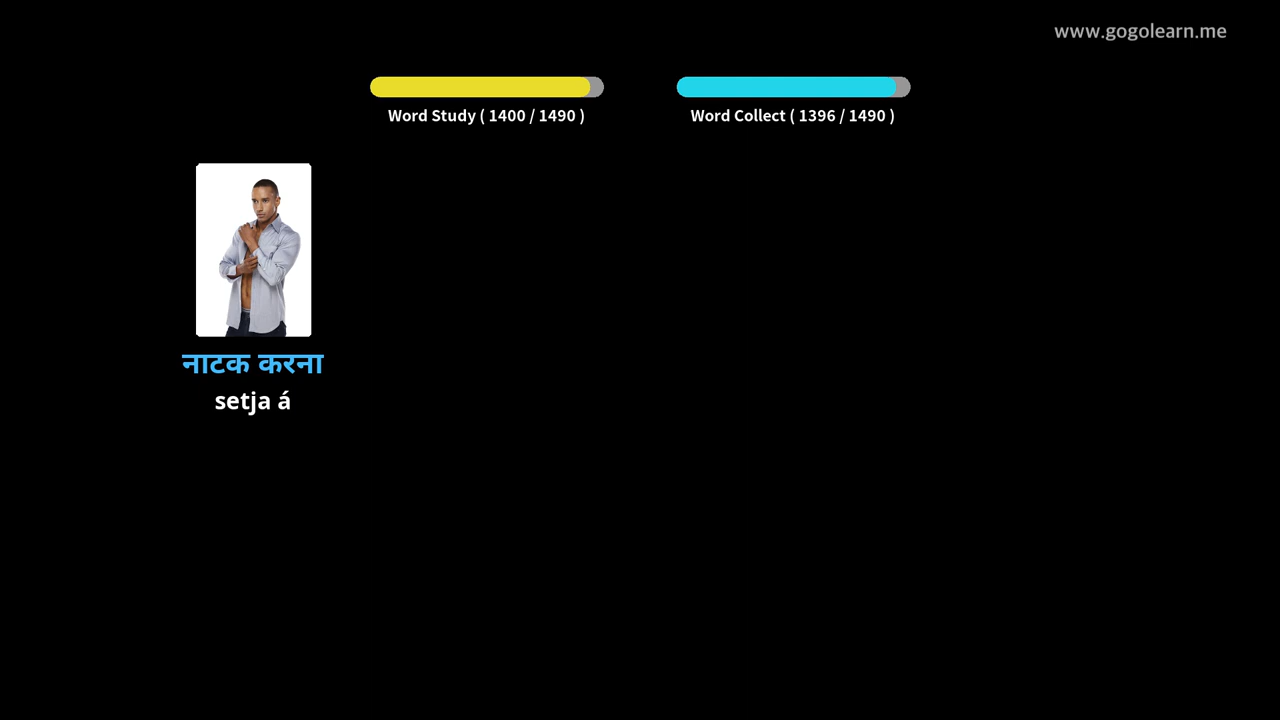 www.gogolearn.me
Word Study ( 1400 / 1490 )
Word Collect ( 1396 / 1490 )
नाटक करना
setja á